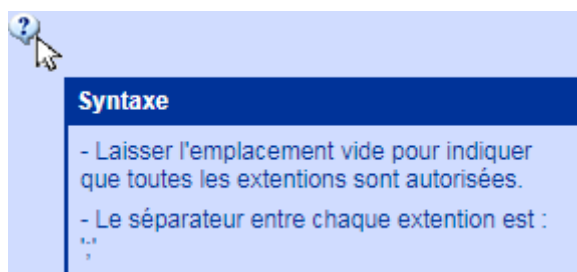 ?
Syntaxe
- Laisser l'emplacement vide pour indiquer
que toutes les extentions sont autorisées.
- Le séparateur entre chaque extention est :
';'